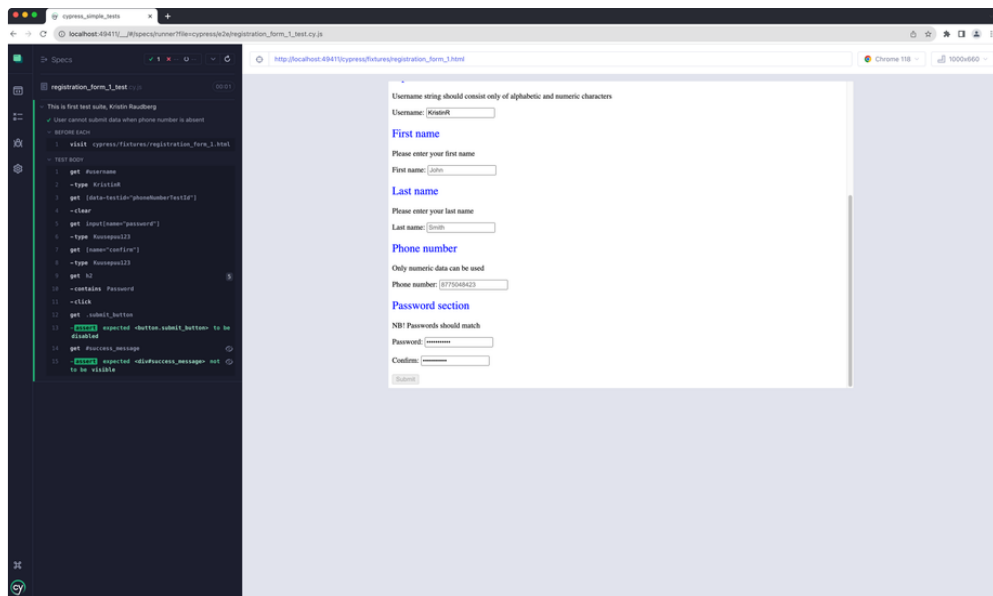 cypress_simple_tests
localhost:49411/__/#/specs/runner?file=cypress/e2e/registration_form_1_test.cy.js
Specs
1
http://localhost:49411/cypress/fixtures/registration_form_1.html
Chrome 118
1000x660
registration_form_1_test.cy.js
00:01
This is first test suite, Kristin Raudberg
User cannot submit data when phone number is absent
BEFORE EACH
1 visit cypress/fixtures/registration_form_1.html
TEST BODY
1 get #username
2 -type KristinR
3 get [data-testid="phoneNumberTestId"]
4 -clear
5 get input[name="password"]
6 -type Kuusepuu123
7 get [name="confirm"]
8 -type Kuusepuu123
9 get h2 5
10 -contains Password
11 -click
12 get .submit_button
13 -assert expected <button.submit_button> to be
disabled
14 get #success_message
15 -assert expected <div#success_message> not
to be visible
Username string should consist only of alphabetic and numeric characters
Username: KristinR
First name
Please enter your first name
First name: John
Last name
Please enter your last name
Last name: Smith
Phone number
Only numeric data can be used
Phone number: 6775048423
Password section
NB! Passwords should match
Password:
Confirm:
Submit
cy